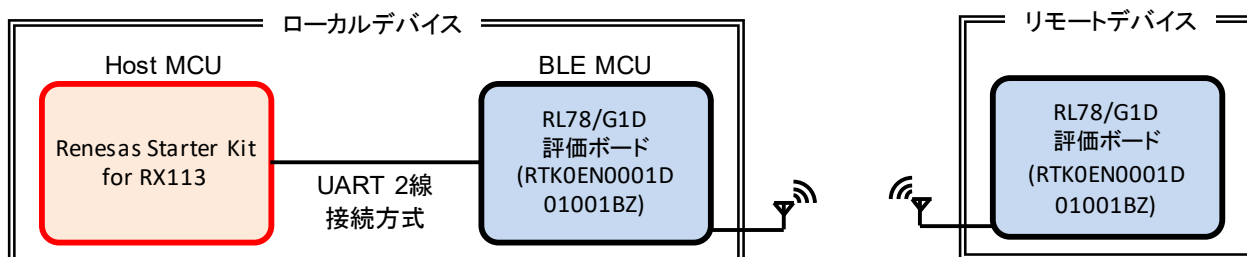 ローカルデバイス
Host MCU
Renesas Starter Kit
for RX113
UART 2線
接続方式
BLE MCU
RL78/G1D
評価ボード
(RTK0EN0001D
01001BZ)
リモートデバイス
RL78/G1D
評価ボード
(RTK0EN0001D
01001BZ)